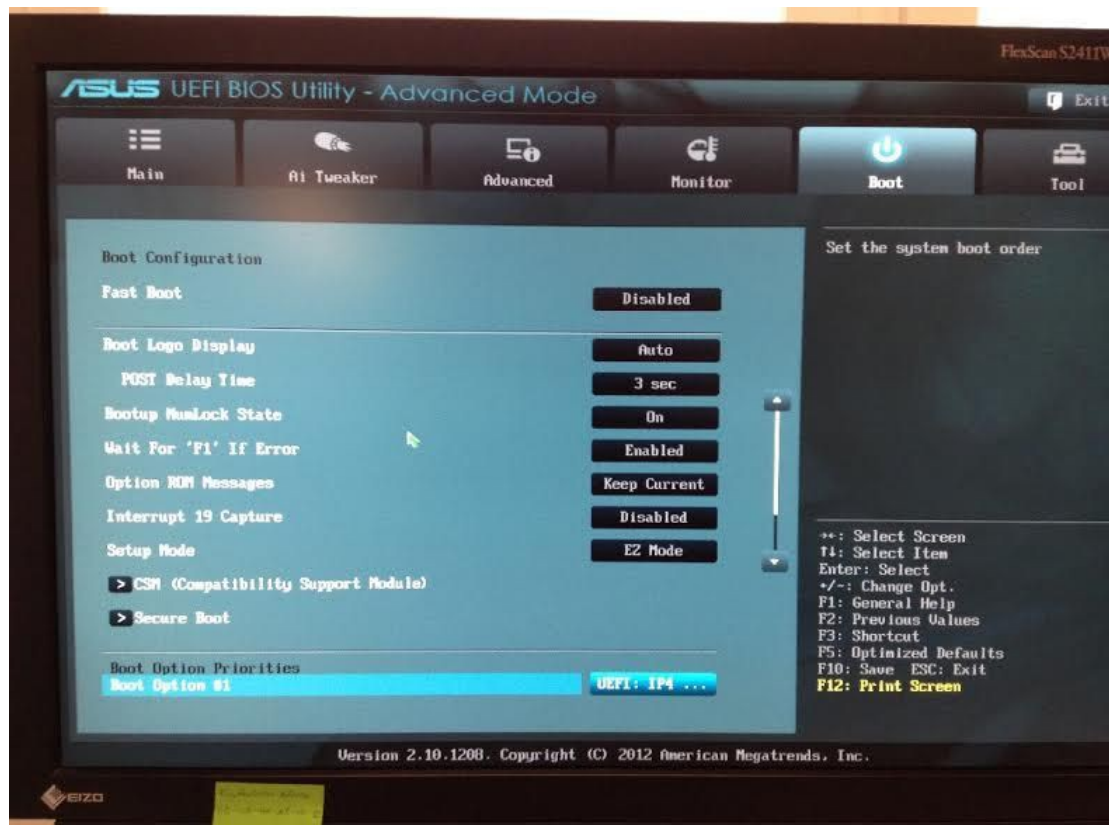 FlexScan S2411W
ASUS UEFI BIOS Utility - Advanced Mode
Exit
Main
Ai Tweaker
Advanced
Monitor
Boot
Tool
Boot Configuration
Fast Boot Disabled
Boot Logo Display Auto
POST Delay Time 3 sec
Bootup NumLock State On
Wait For 'F1' If Error Enabled
Option ROM Messages Keep Current
Interrupt 19 Capture Disabled
Setup Mode EZ Mode
> CSM (Compatibility Support Module)
> Secure Boot
Boot Option Priorities
Boot Option #1 UEFI: IP4 ...
Set the system boot order
→←: Select Screen
↑↓: Select Item
Enter: Select
+/-: Change Opt.
F1: General Help
F2: Previous Values
F3: Shortcut
F5: Optimized Defaults
F10: Save ESC: Exit
F12: Print Screen
Version 2.10.1208. Copyright (C) 2012 American Megatrends, Inc.
EIZO